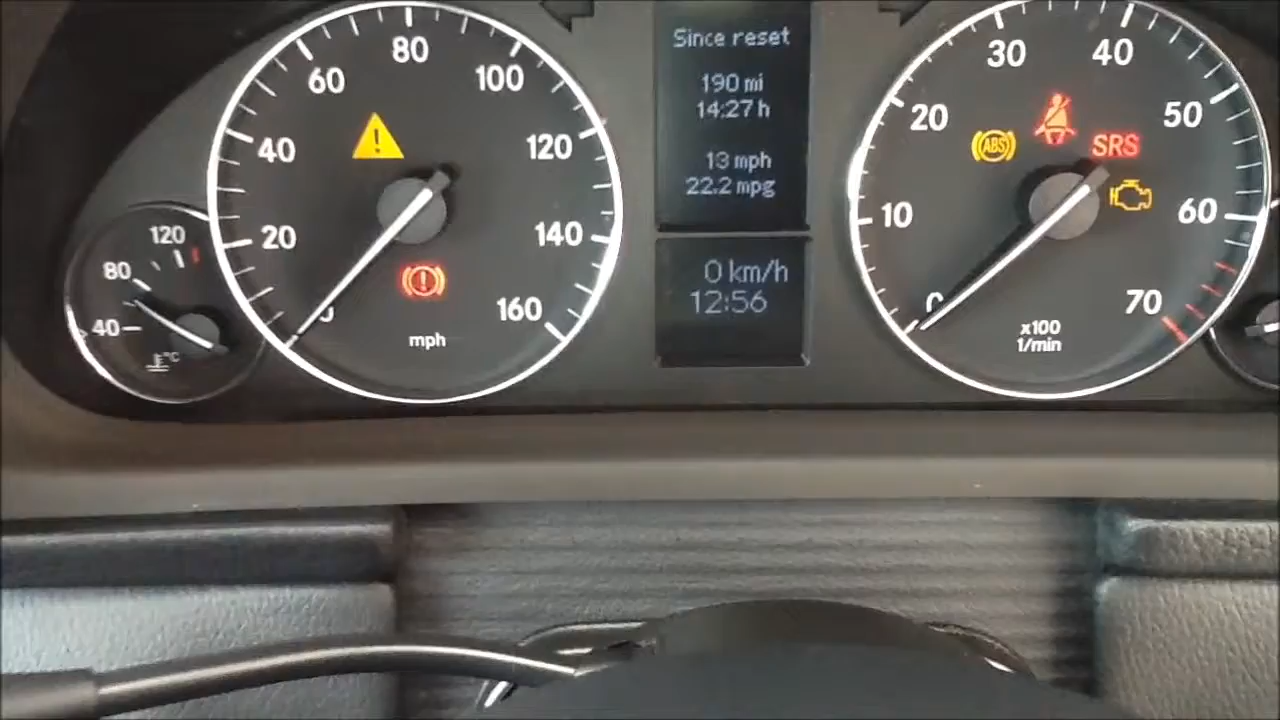 Since reset
190 mi
14:27 h
13 mph
22.2 mpg
0 km/h
12:56
20
40
60
80
100
120
140
160
mph
40
80
120
°C
0
10
20
30
40
50
60
70
x100
1/min
ABS
SRS